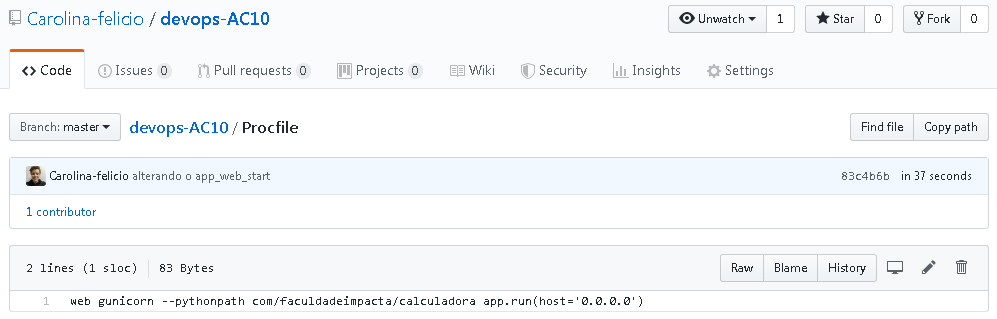 Carolina-felicio / devops-AC10
Unwatch 1 Star 0 Fork 0
Code Issues 0 Pull requests 0 Projects 0 Wiki Security Insights Settings
Branch: master devops-AC10 / Procfile Find file Copy path
Carolina-felicio alterando o app_web_start 83c4b6b in 37 seconds
1 contributor
2 lines (1 sloc) 83 Bytes Raw Blame History
1 web gunicorn --pythonpath com/faculdadeimpacta/calculadora app.run(host='0.0.0.0')